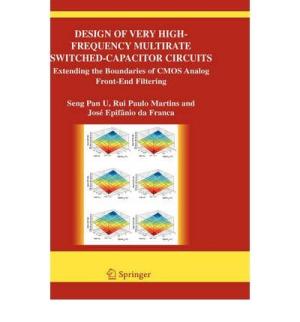 DESIGN OF VERY HIGH-
FREQUENCY MULTIRATE
SWITCHED-CAPACITOR CIRCUITS
Extending the Boundaries of CMOS Analog
Front-End Filtering
Seng Pan U, Rui Paulo Martins and
José Epifânio da Franca
Springer